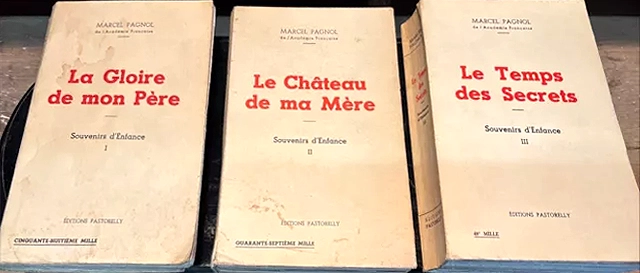 MARCEL PAGNOL
de l'Académie Française
La Gloire
de mon Père
Souvenirs d'Enfance
I
ÉDITIONS PASTORELLY
CINQUANTE-HUITIÈME MILLE
MARCEL PAGNOL
de l'Académie Française
Le Château
de ma Mère
Souvenirs d'Enfance
II
ÉDITIONS PASTORELLY
QUARANTE-SEPTIÈME MILLE
MARCEL PAGNOL
de l'Académie Française
Le Temps
des Secrets
Souvenirs d'Enfance
III
ÉDITIONS PASTORELLY
MILLE